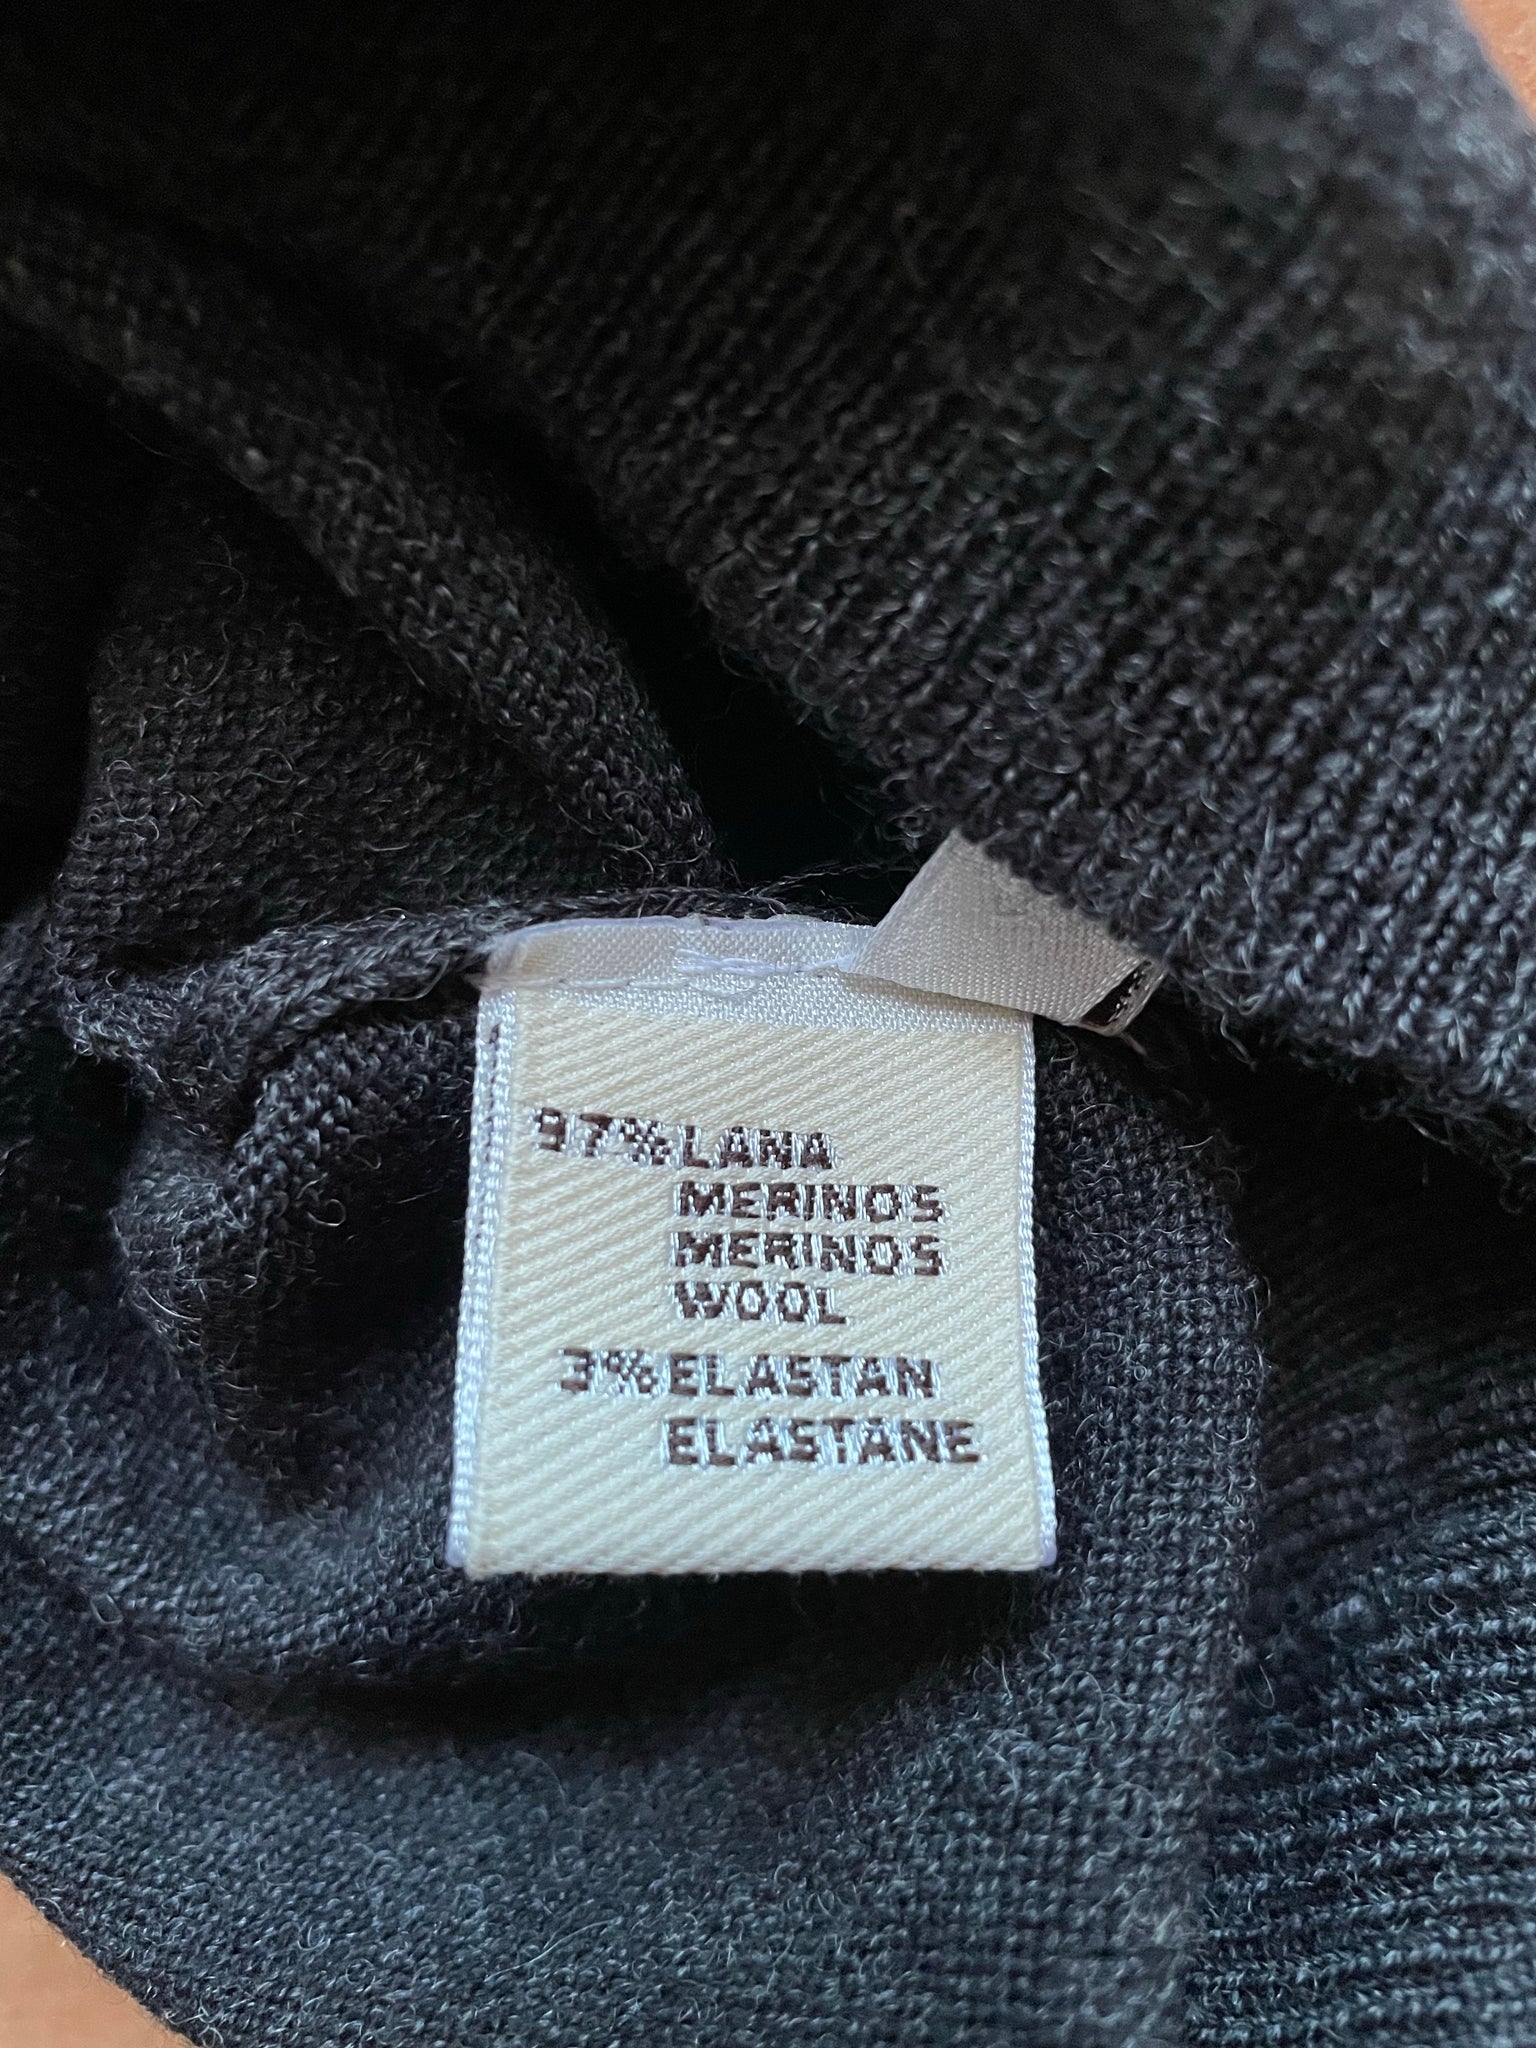 97% LANA
MERINOS
MERINOS
WOOL
3% ELASTAN
ELASTANE